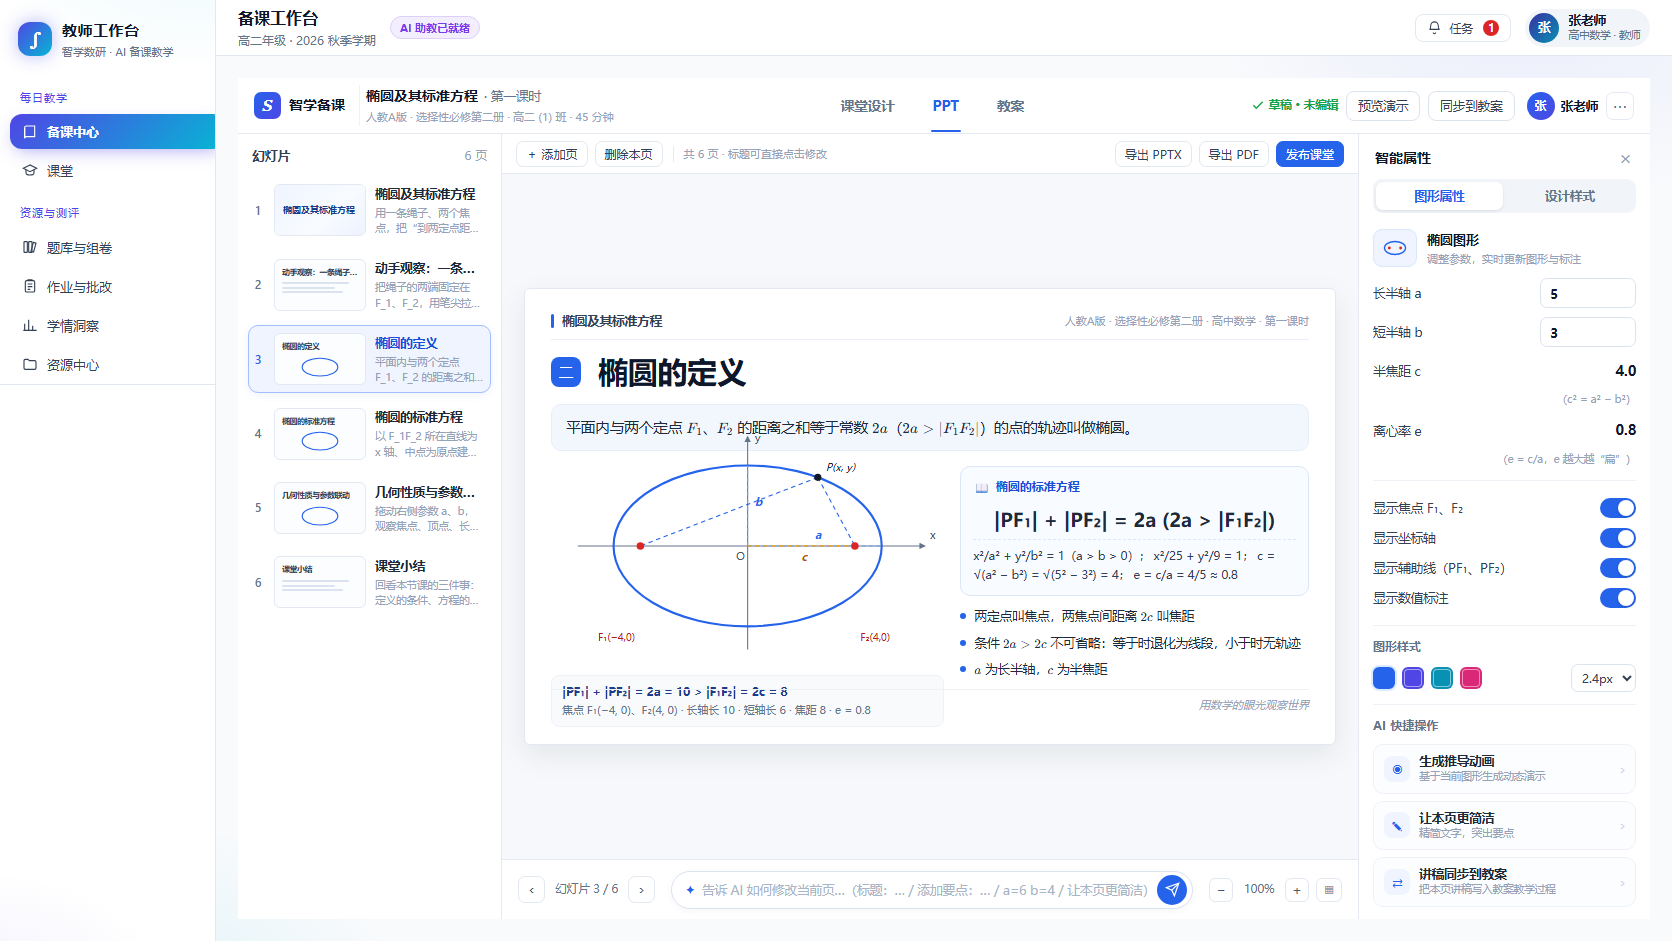 教师工作台
智学数研 · AI 备课教学
每日教学
备课中心
课堂
资源与测评
题库与组卷
作业与批改
学情洞察
资源中心
备课工作台
高二年级 · 2026 秋季学期
AI 助教已就绪
任务 1
张
张老师
高中数学 · 教师
S 智学备课
椭圆及其标准方程 · 第一课时
人教A版 · 选择性必修第二册 · 高二 (1) 班 · 45 分钟
课堂设计
PPT
教案
✓ 草稿 • 未编辑
预览演示
同步到教案
张 张老师
···
幻灯片 6 页
1
椭圆及其标准方程
椭圆及其标准方程
用一条绳子、两个焦
点，把“到两定点距...
2
动手观察：一条绳子...
动手观察：一条...
把绳子的两端固定在
F_1、F_2，用笔尖拉...
3
椭圆的定义
椭圆的定义
平面内与两个定点
F_1、F_2 的距离之和...
4
椭圆的标准方程
椭圆的标准方程
以 F_1F_2 所在直线为
x 轴、中点为原点建...
5
几何性质与参数联动
几何性质与参数...
拖动右侧参数 a、b，
观察焦点、顶点、长...
6
课堂小结
课堂小结
回看本节课的三件事：
定义的条件、方程的...
+ 添加页
删除本页
共 6 页 · 标题可直接点击修改
导出 PPTX
导出 PDF
发布课堂
椭圆及其标准方程
人教A版 · 选择性必修第二册 · 高中数学 · 第一课时
二 椭圆的定义
平面内与两个定点 F₁、F₂ 的距离之和等于常数 2a（2a > |F₁F₂|）的点的轨迹叫做椭圆。
y
P(x, y)
b
a
x
O
c
F₁(−4,0)
F₂(4,0)
|PF₁| + |PF₂| = 2a = 10 > |F₁F₂| = 2c = 8
焦点 F₁(−4, 0)、F₂(4, 0) · 长轴长 10 · 短轴长 6 · 焦距 8 · e = 0.8
椭圆的标准方程
|PF₁| + |PF₂| = 2a (2a > |F₁F₂|)
x²/a² + y²/b² = 1（a > b > 0）； x²/25 + y²/9 = 1； c =
√(a² − b²) = √(5² − 3²) = 4； e = c/a = 4/5 ≈ 0.8
两定点叫焦点，两焦点间距离 2c 叫焦距
条件 2a > 2c 不可省略：等于时退化为线段，小于时无轨迹
a 为长半轴，c 为半焦距
用数学的眼光观察世界
‹ 幻灯片 3 / 6 ›
告诉 AI 如何修改当前页...（标题：... / 添加要点：... / a=6 b=4 / 让本页更简洁）
− 100% +
智能属性 ×
图形属性
设计样式
椭圆图形
调整参数，实时更新图形与标注
长半轴 a 5
短半轴 b 3
半焦距 c 4.0
(c² = a² − b²)
离心率 e 0.8
(e = c/a，e 越大越“扁”)
显示焦点 F₁、F₂
显示坐标轴
显示辅助线（PF₁、PF₂）
显示数值标注
图形样式
2.4px
AI 快捷操作
生成推导动画
基于当前图形生成动态演示
让本页更简洁
精简文字，突出要点
讲稿同步到教案
把本页讲稿写入教案教学过程